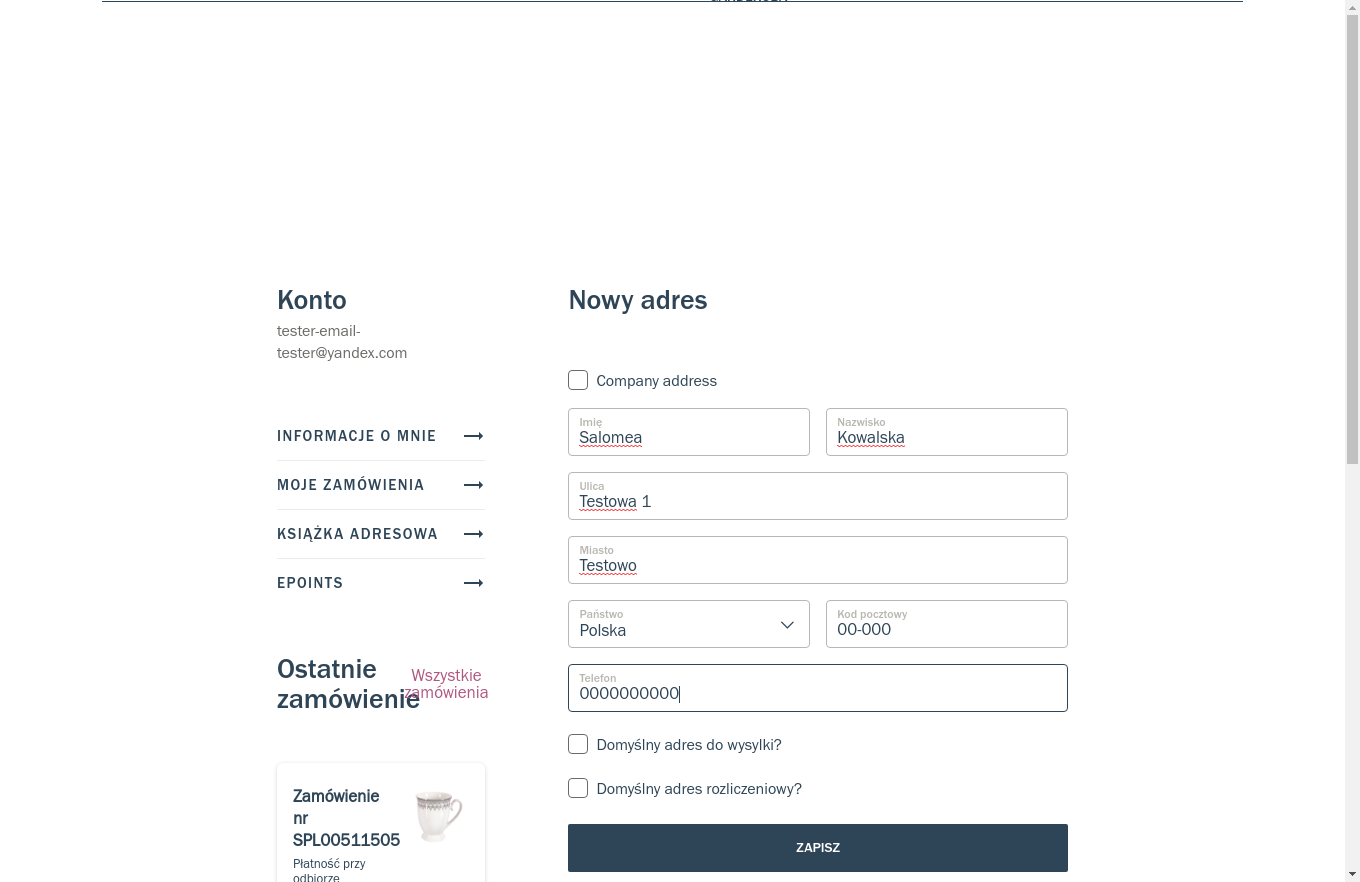 Konto
tester-email-
tester@yandex.com
INFORMACJE O MNIE
MOJE ZAMÓWIENIA
KSIĄŻKA ADRESOWA
EPOINTS
Ostatnie
zamówienie
Wszystkie
zamówienia
Zamówienie
nr
SPL00511505
Płatność przy
odbiorze
Nowy adres
Company address
Imię
Salomea
Nazwisko
Kowalska
Ulica
Testowa 1
Miasto
Testowo
Państwo
Polska
Kod pocztowy
00-000
Telefon
0000000000
Domyślny adres do wysylki?
Domyślny adres rozliczeniowy?
ZAPISZ